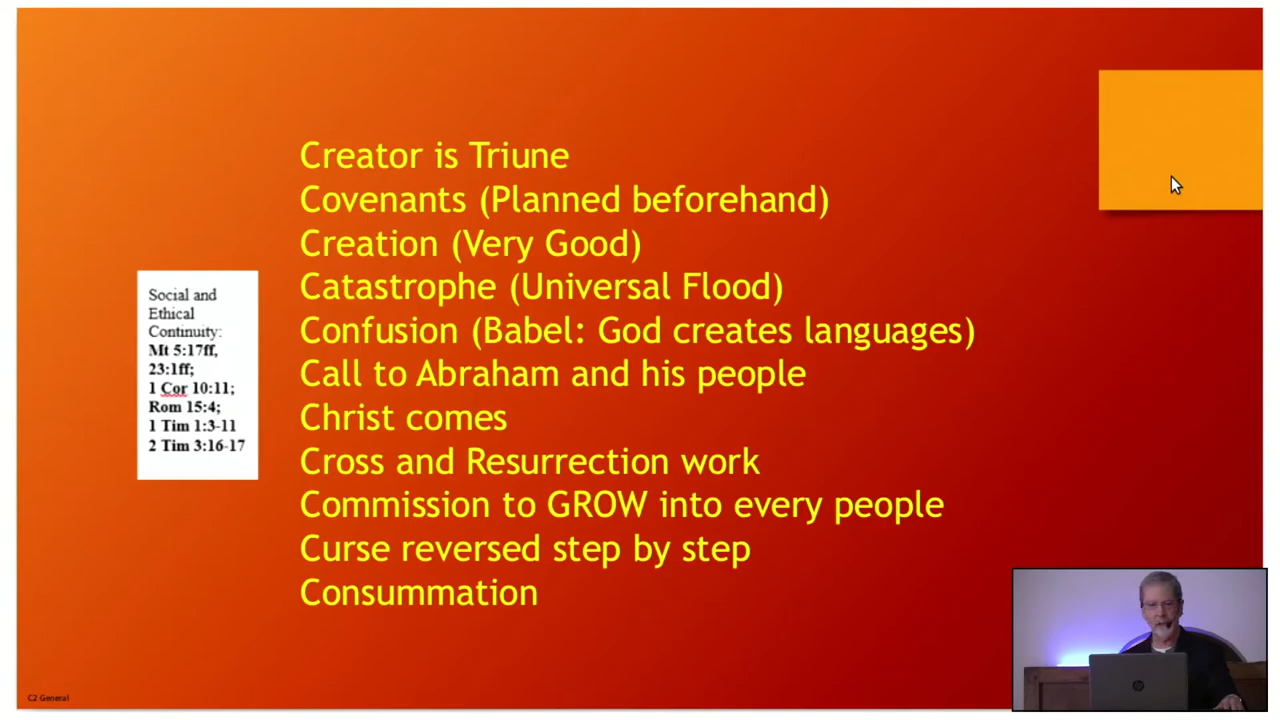 Creator is Triune
Covenants (Planned beforehand)
Creation (Very Good)
Catastrophe (Universal Flood)
Confusion (Babel: God creates languages)
Call to Abraham and his people
Christ comes
Cross and Resurrection work
Commission to GROW into every people
Curse reversed step by step
Consummation
Social and
Ethical
Continuity:
Mt 5:17ff,
23:1ff;
1 Cor 10:11;
Rom 15:4;
1 Tim 1:3-11
2 Tim 3:16-17
C2 General
hp